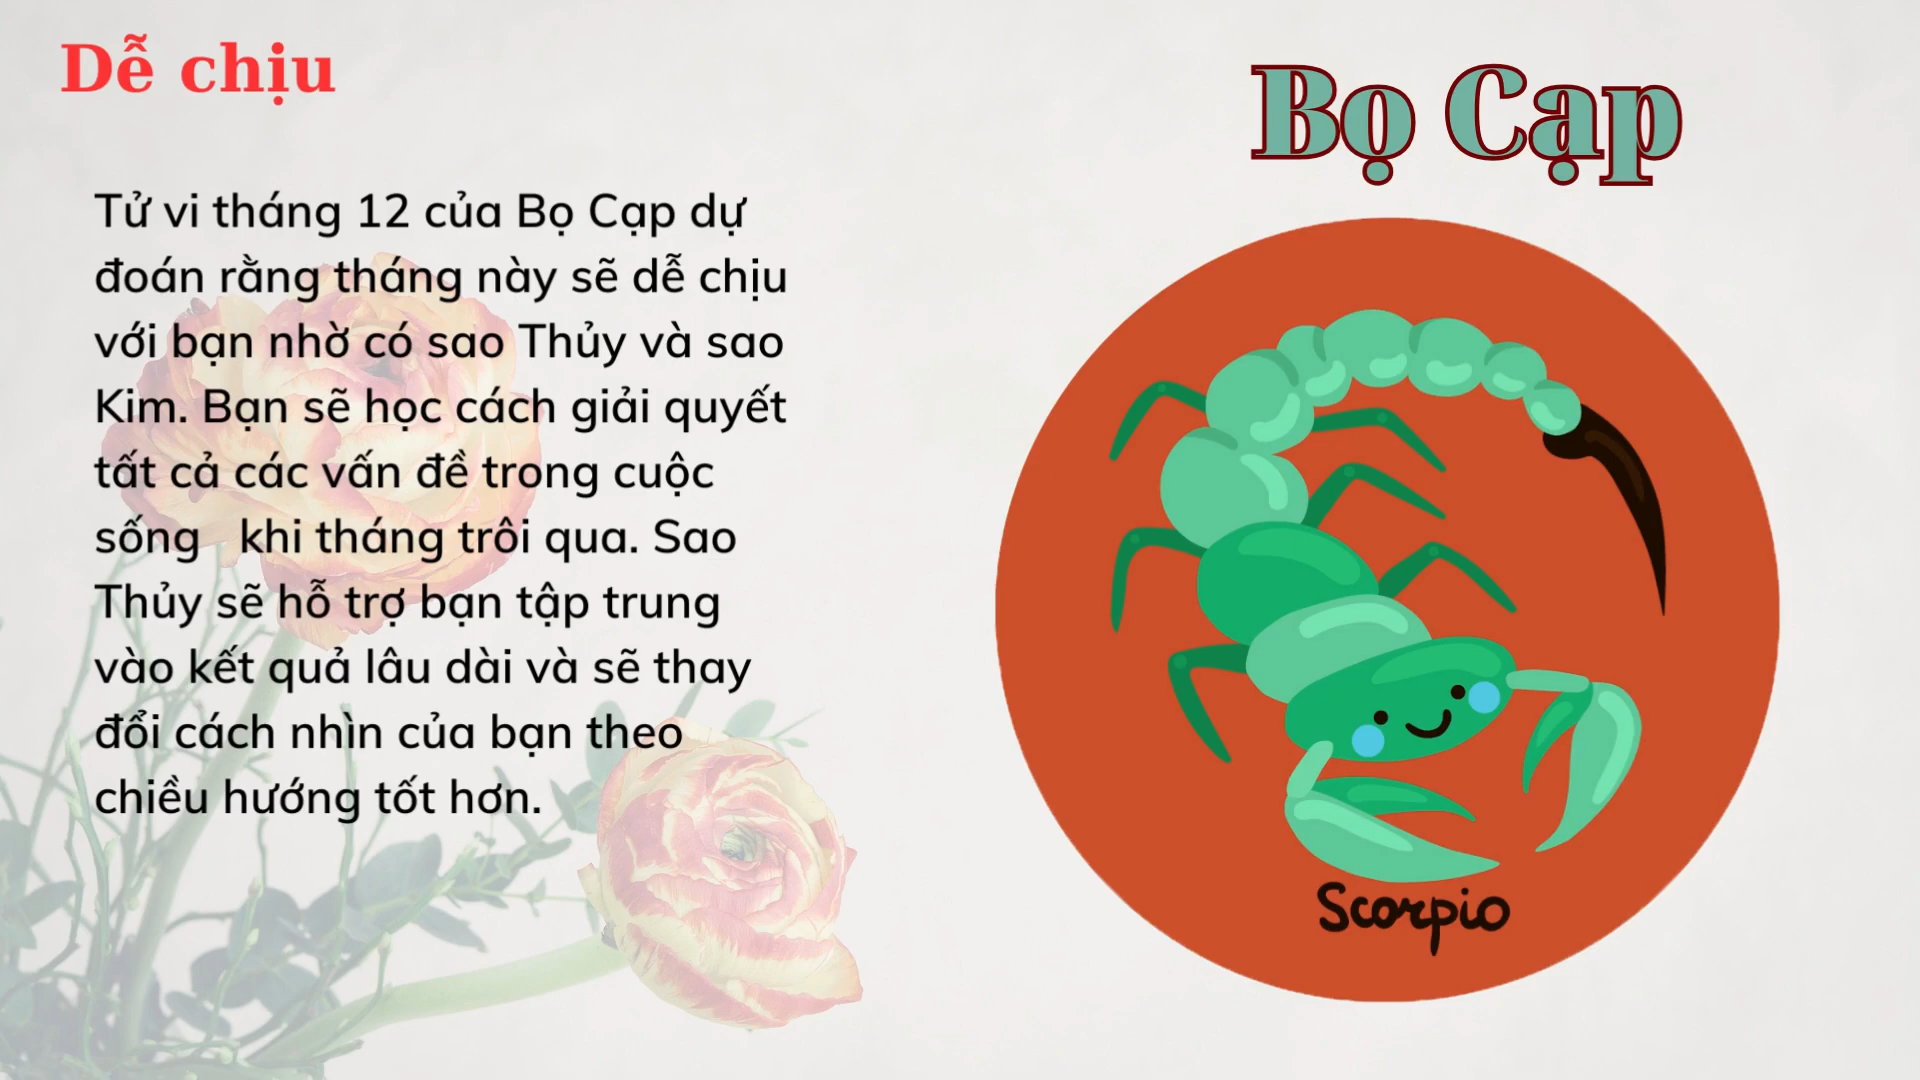 Dễ chịu
Bọ Cạp
Tử vi tháng 12 của Bọ Cạp dự
đoán rằng tháng này sẽ dễ chịu
với bạn nhờ có sao Thủy và sao
Kim. Bạn sẽ học cách giải quyết
tất cả các vấn đề trong cuộc
sống   khi tháng trôi qua. Sao
Thủy sẽ hỗ trợ bạn tập trung
vào kết quả lâu dài và sẽ thay
đổi cách nhìn của bạn theo
chiều hướng tốt hơn.
Scorpio